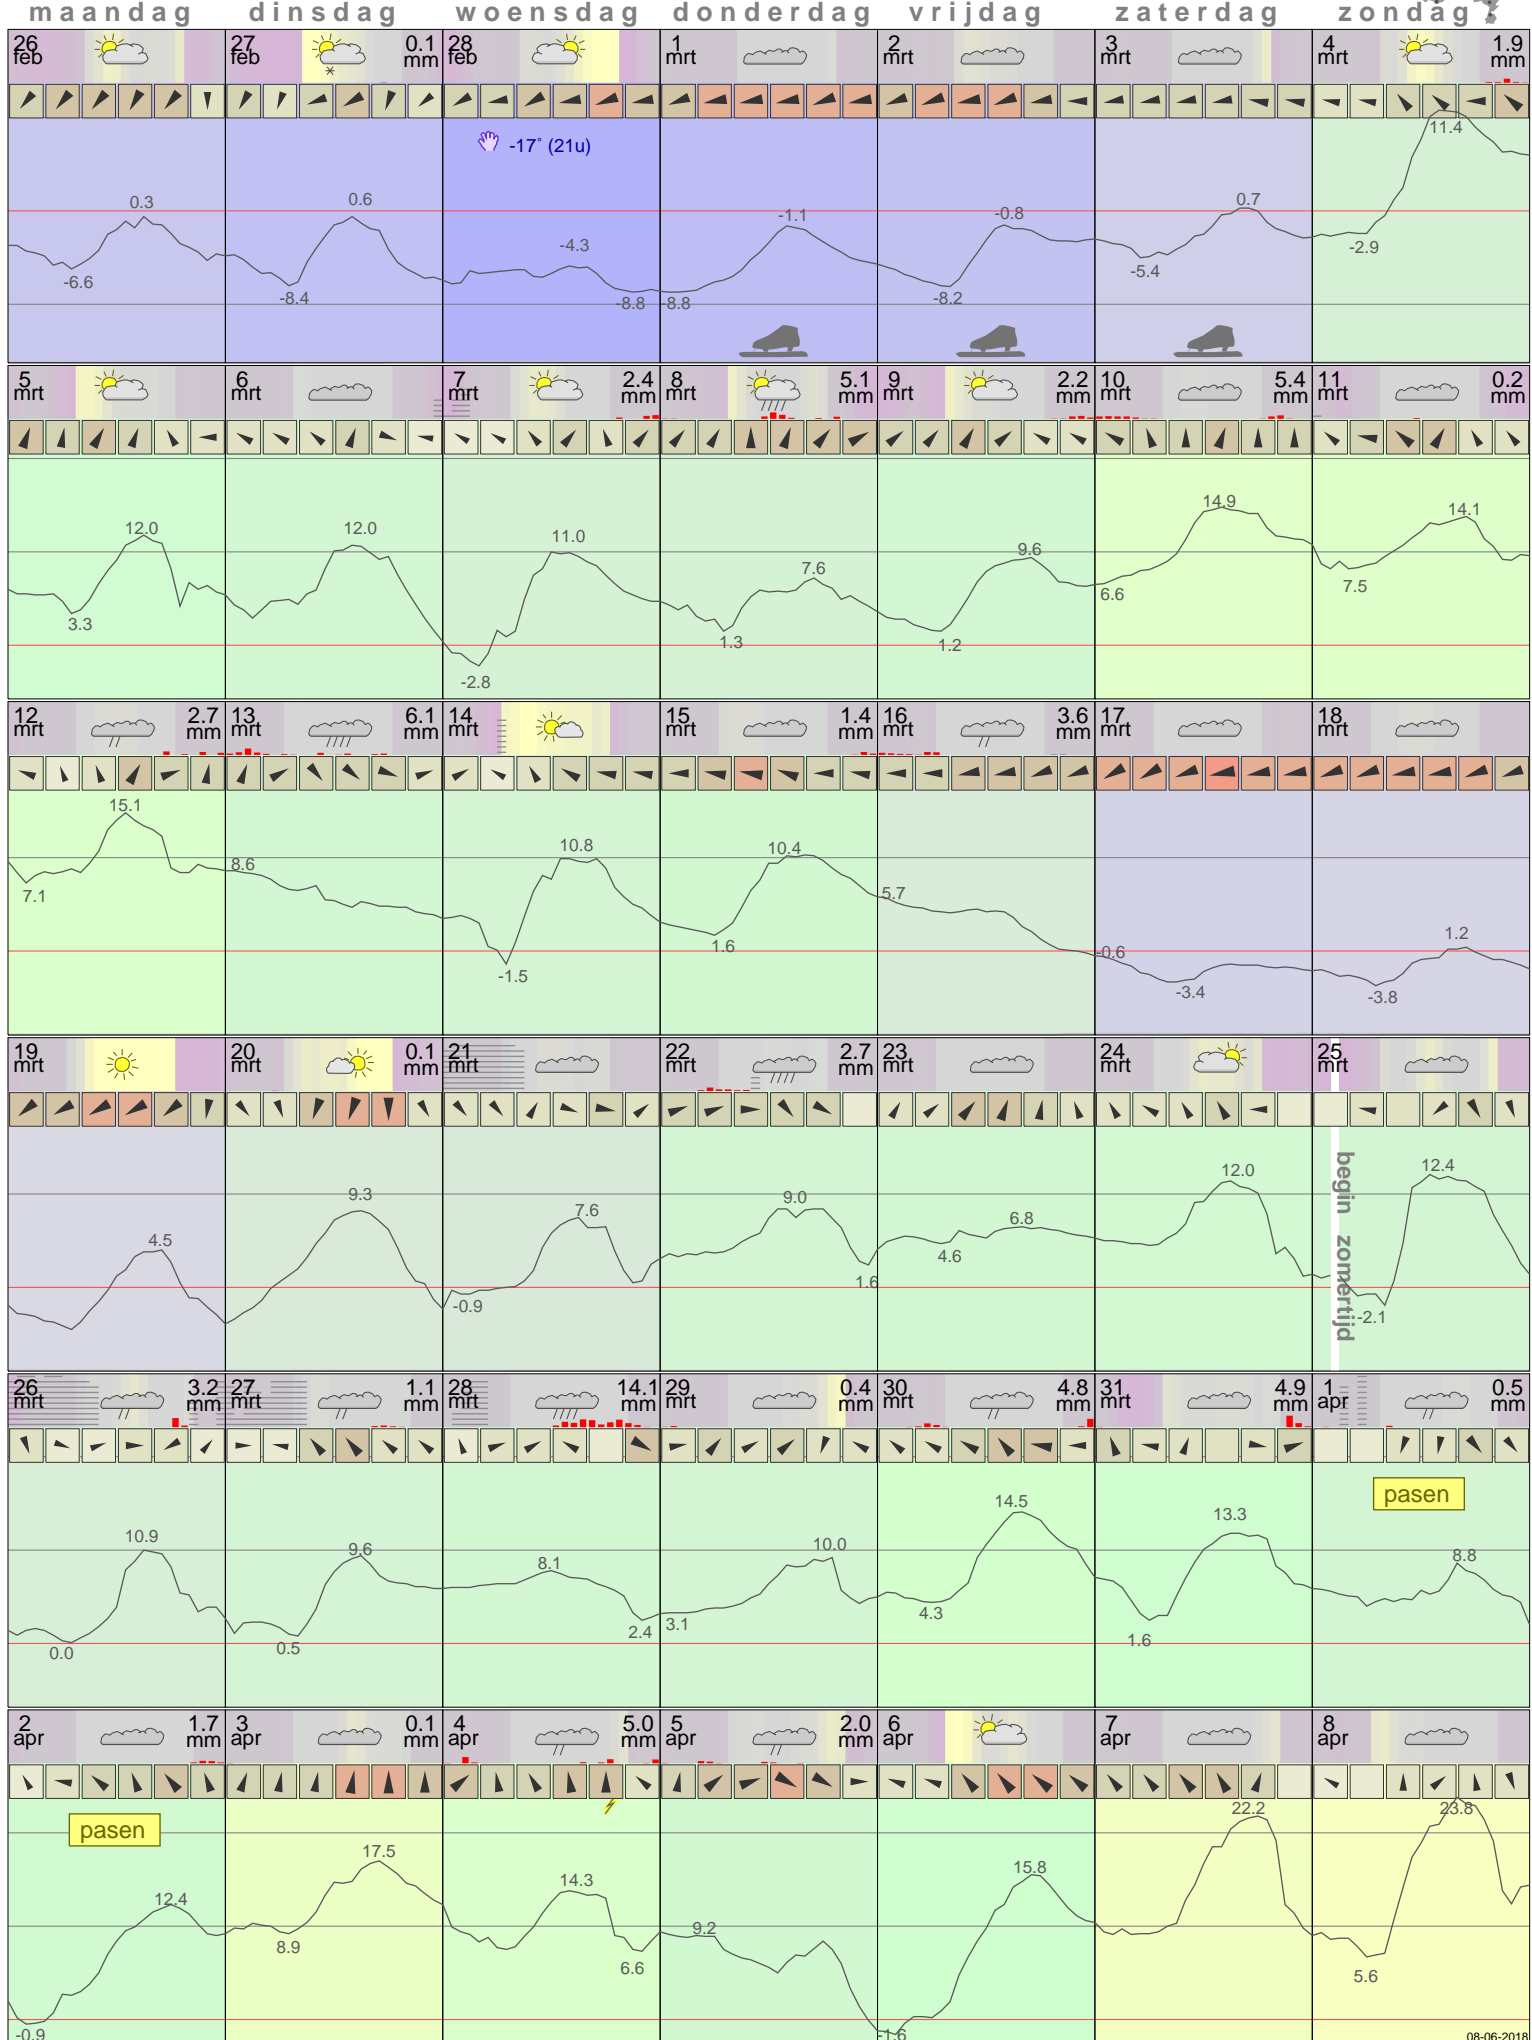 maandag dinsdag woensdag donderdag vrijdag zaterdag zondag
26 27 0.1 28 1 2 3 4 1.9
feb feb mm feb mrt mrt mrt mrt mm
-17° (21u)
11.4
0.3 0.6 -4.3 -1.1 -0.8 0.7
-6.6 -8.4 -8.8 -8.8 -8.2 -5.4 -2.9
5 6 7 2.4 8 5.1 9 2.2 10 5.4 11 0.2
mrt mrt mrt mm mrt mm mrt mm mrt mm mrt mm
12.0 12.0 11.0 7.6 9.6 14.9 14.1
3.3 -2.8 1.3 1.2 6.6 7.5
12 2.7 13 6.1 14 15 1.4 16 3.6 17 18
mrt mm mrt mm mrt mrt mm mrt mm mrt mrt
15.1 8.6 10.8 10.4 5.7 -0.6 1.2
7.1 -1.5 1.6 -3.4 -3.8
19 20 0.1 21 22 2.7 23 24 25
mrt mrt mm mrt mrt mm mrt mrt mrt
begin zomertijd
4.5 9.3 7.6 9.0 6.8 12.0 12.4
-0.9 1.6 4.6 -2.1
26 3.2 27 1.1 28 14.1 29 0.4 30 4.8 31 4.9 1 0.5
mrt mm mrt mm mrt mm mrt mm mrt mm mrt mm apr mm
pasen
10.9 9.6 8.1 10.0 14.5 13.3 8.8
0.0 0.5 2.4 3.1 4.3 1.6
2 1.7 3 0.1 4 5.0 5 2.0 6 7 8
apr mm apr mm apr mm apr mm apr apr apr
pasen
12.4 17.5 14.3 9.2 15.8 22.2 23.8
-0.9 8.9 6.6 -1.6 5.6
08-06-2018